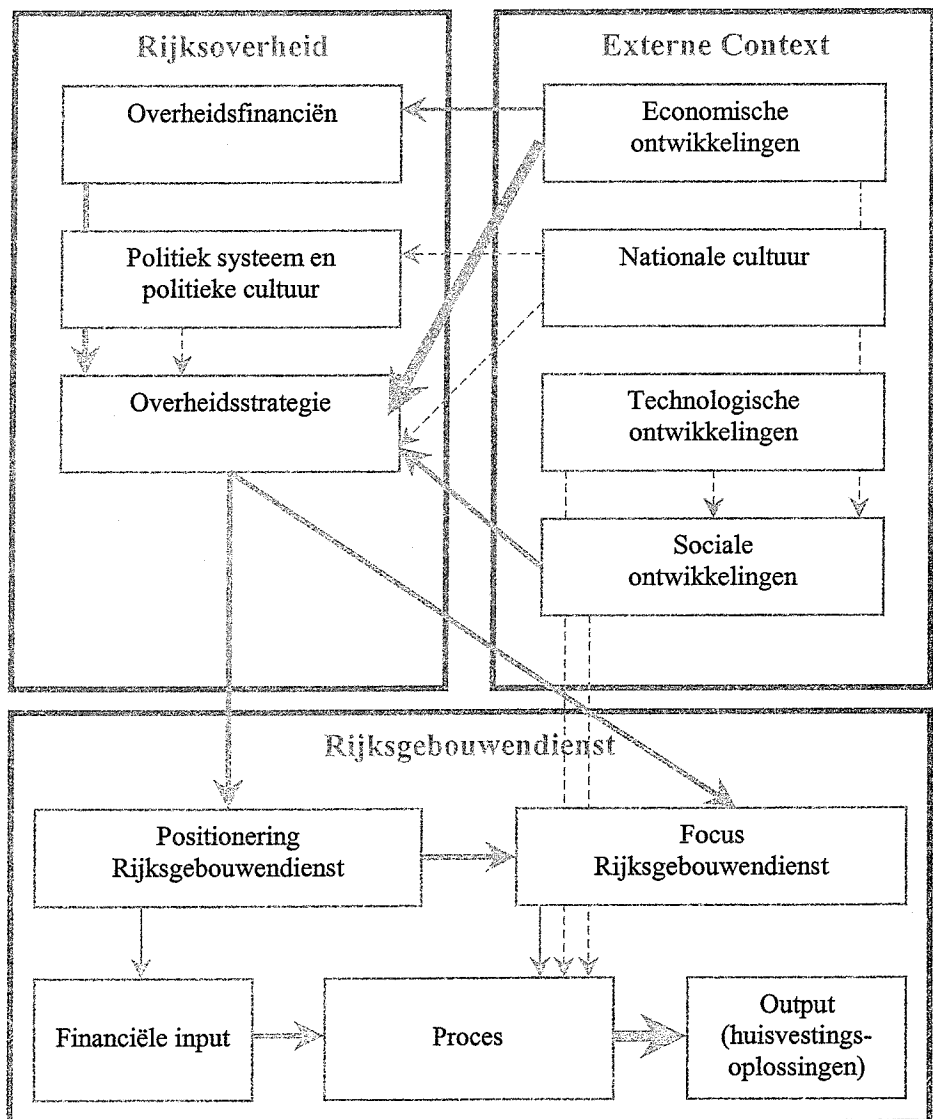 Rijksoverheid
Overheidsfinanciën
Politiek systeem en
politieke cultuur
Overheidsstrategie
Externe Context
Economische
ontwikkelingen
Nationale cultuur
Technologische
ontwikkelingen
Sociale
ontwikkelingen
Rijksgebouwendienst
Positionering
Rijksgebouwendienst
Focus
Rijksgebouwendienst
Financiële input
Proces
Output
(huisvestings-
oplossingen)